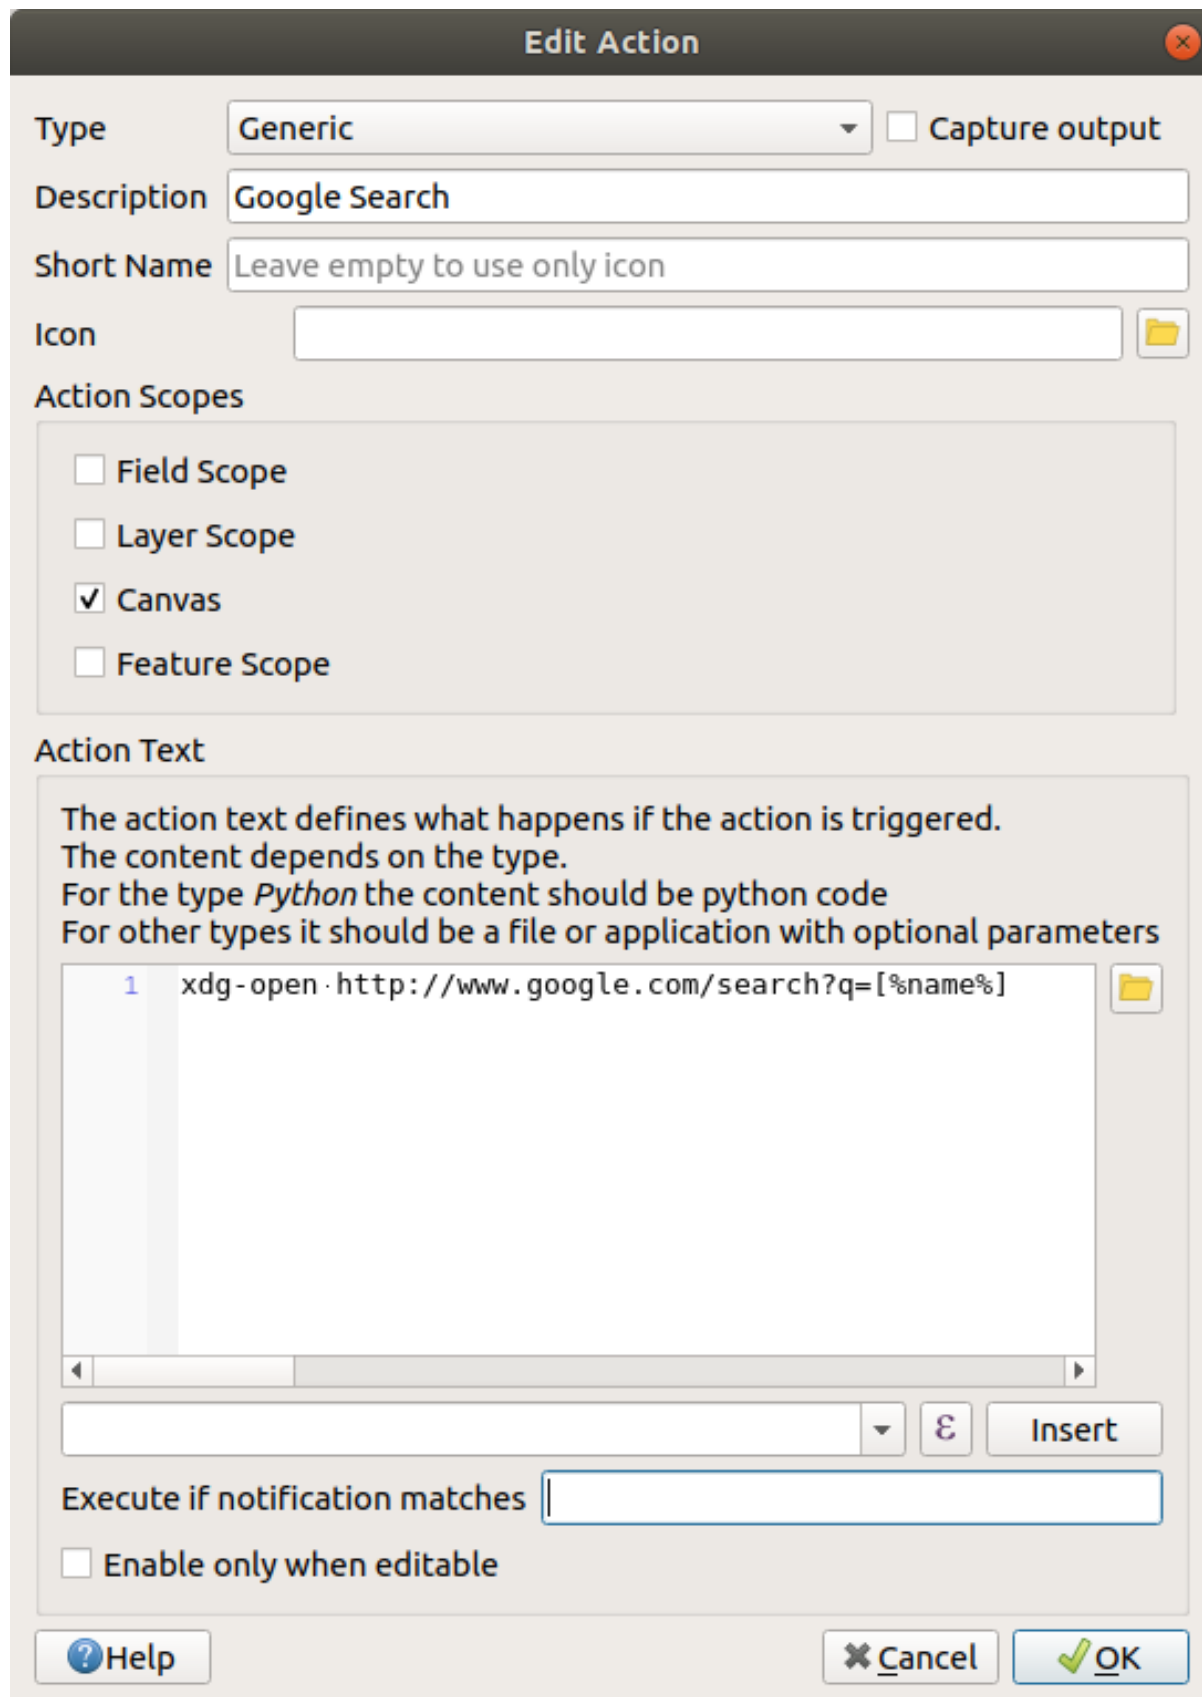 Edit Action
Type Generic Capture output
Description Google Search
Short Name Leave empty to use only icon
Icon
Action Scopes
Field Scope
Layer Scope
Canvas
Feature Scope
Action Text
The action text defines what happens if the action is triggered.
The content depends on the type.
For the type Python the content should be python code
For other types it should be a file or application with optional parameters
1 xdg-open·http://www.google.com/search?q=[%name%]
ε Insert
Execute if notification matches
Enable only when editable
Help Cancel OK